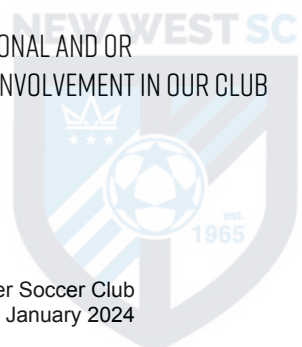 NEW WEST SC
ONAL AND OR
NVOLVEMENT IN OUR CLUB
est.
1965
er Soccer Club
January 2024